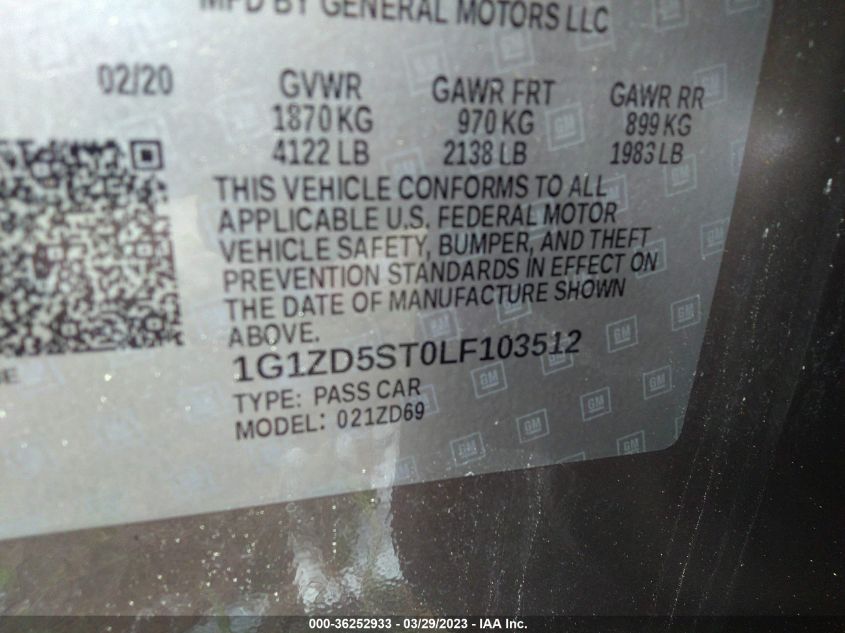 MFD BY GENERAL MOTORS LLC
02/20 GVWR GAWR FRT GAWR RR
1870 KG 970 KG 899 KG
4122 LB 2138 LB 1983 LB
THIS VEHICLE CONFORMS TO ALL
APPLICABLE U.S. FEDERAL MOTOR
VEHICLE SAFETY, BUMPER, AND THEFT
PREVENTION STANDARDS IN EFFECT ON
THE DATE OF MANUFACTURE SHOWN
ABOVE.
1G1ZD5ST0LF103512
TYPE: PASS CAR
MODEL: 021ZD69
GM
000-36252933 - 03/29/2023 - IAA Inc.